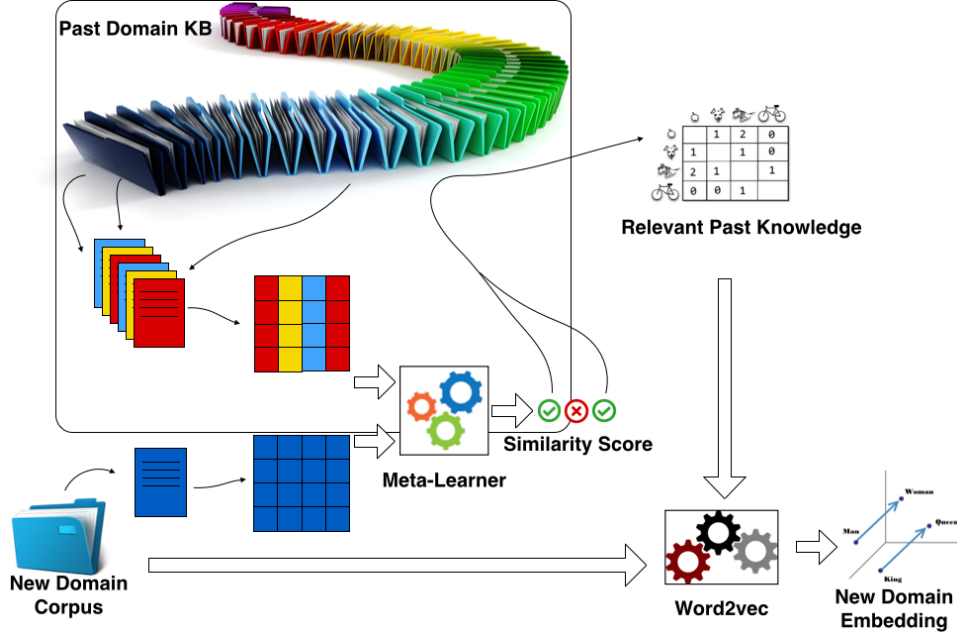 Past Domain KB
1 2 0
1 1 0
2 1 1
0 0 1
Relevant Past Knowledge
Similarity Score
Meta-Learner
New Domain
Corpus
Word2vec
Woman
Queen
Man
King
New Domain
Embedding